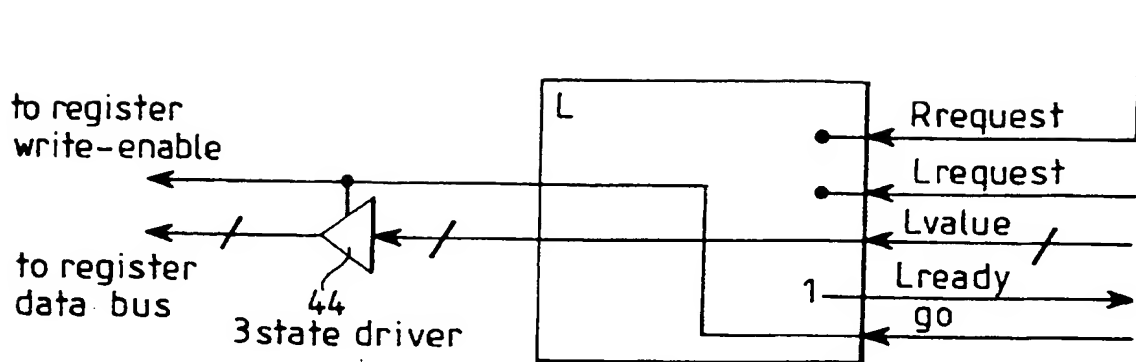 to register
write-enable
to register
data bus
44
3state driver
L
Rrequest
Lrequest
Lvalue
1
Lready
go